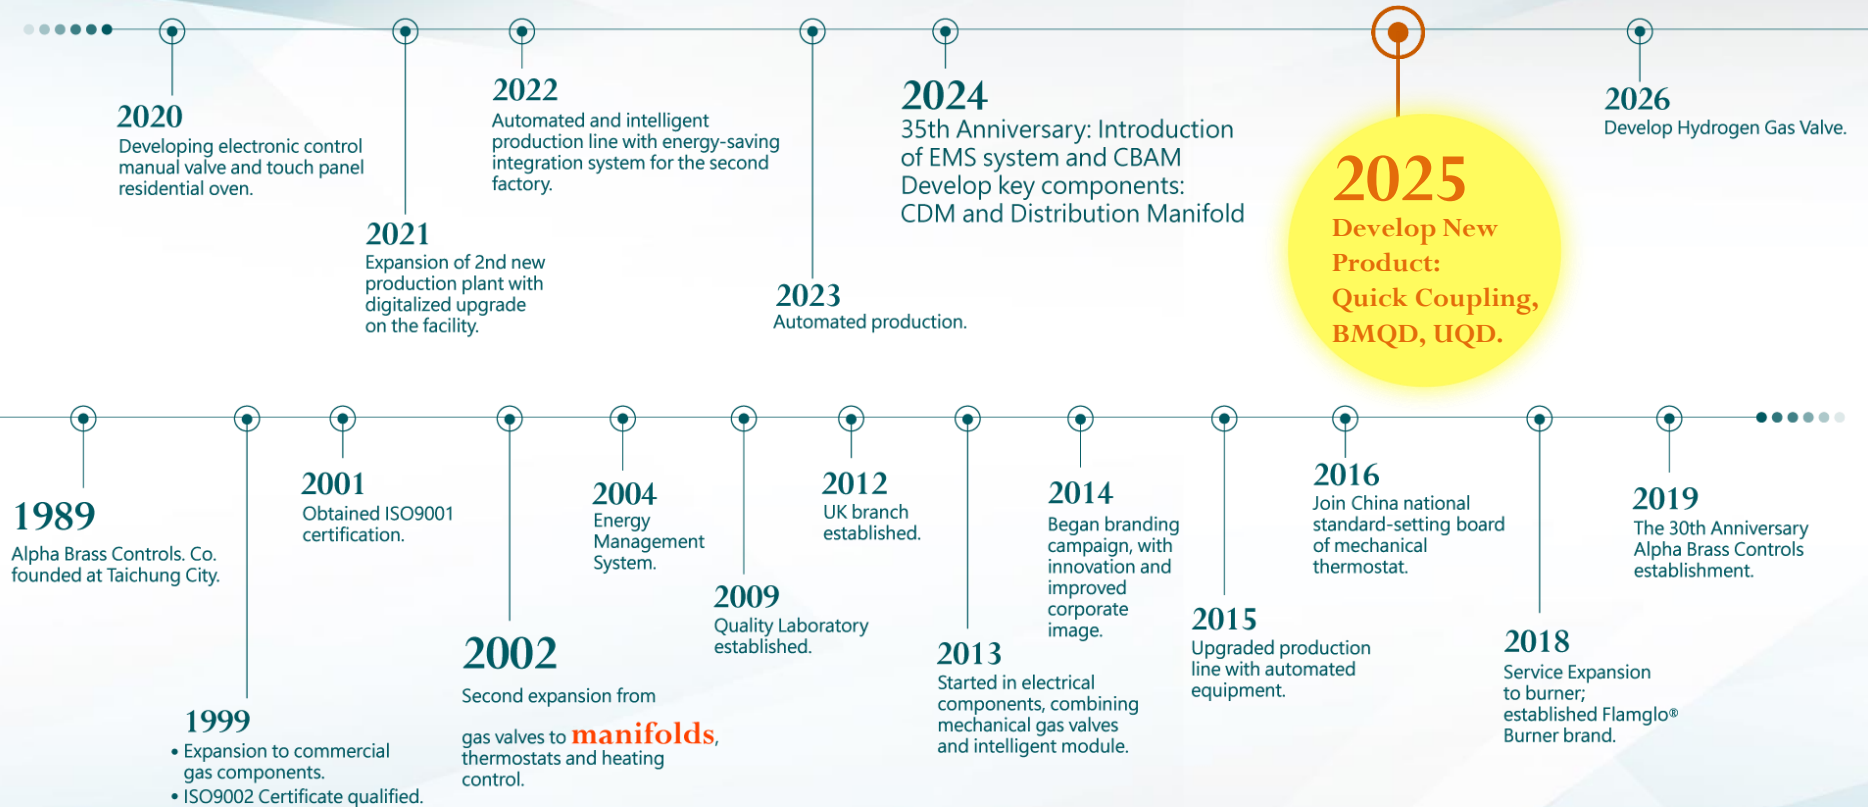 2020
Developing electronic control
manual valve and touch panel
residential oven.
2021
Expansion of 2nd new
production plant with
digitalized upgrade
on the facility.
2022
Automated and intelligent
production line with energy-saving
integration system for the second
factory.
2023
Automated production.
2024
35th Anniversary: Introduction
of EMS system and CBAM
Develop key components:
CDM and Distribution Manifold
2025
Develop New
Product:
Quick Coupling,
BMQD, UQD.
2026
Develop Hydrogen Gas Valve.
1989
Alpha Brass Controls. Co.
founded at Taichung City.
1999
• Expansion to commercial
gas components.
• ISO9002 Certificate qualified.
2001
Obtained ISO9001
certification.
2002
Second expansion from
gas valves to manifolds,
thermostats and heating
control.
2004
Energy
Management
System.
2009
Quality Laboratory
established.
2012
UK branch
established.
2013
Started in electrical
components, combining
mechanical gas valves
and intelligent module.
2014
Began branding
campaign, with
innovation and
improved
corporate
image.
2015
Upgraded production
line with automated
equipment.
2016
Join China national
standard-setting board
of mechanical
thermostat.
2018
Service Expansion
to burner;
established Flamglo®
Burner brand.
2019
The 30th Anniversary
Alpha Brass Controls
establishment.